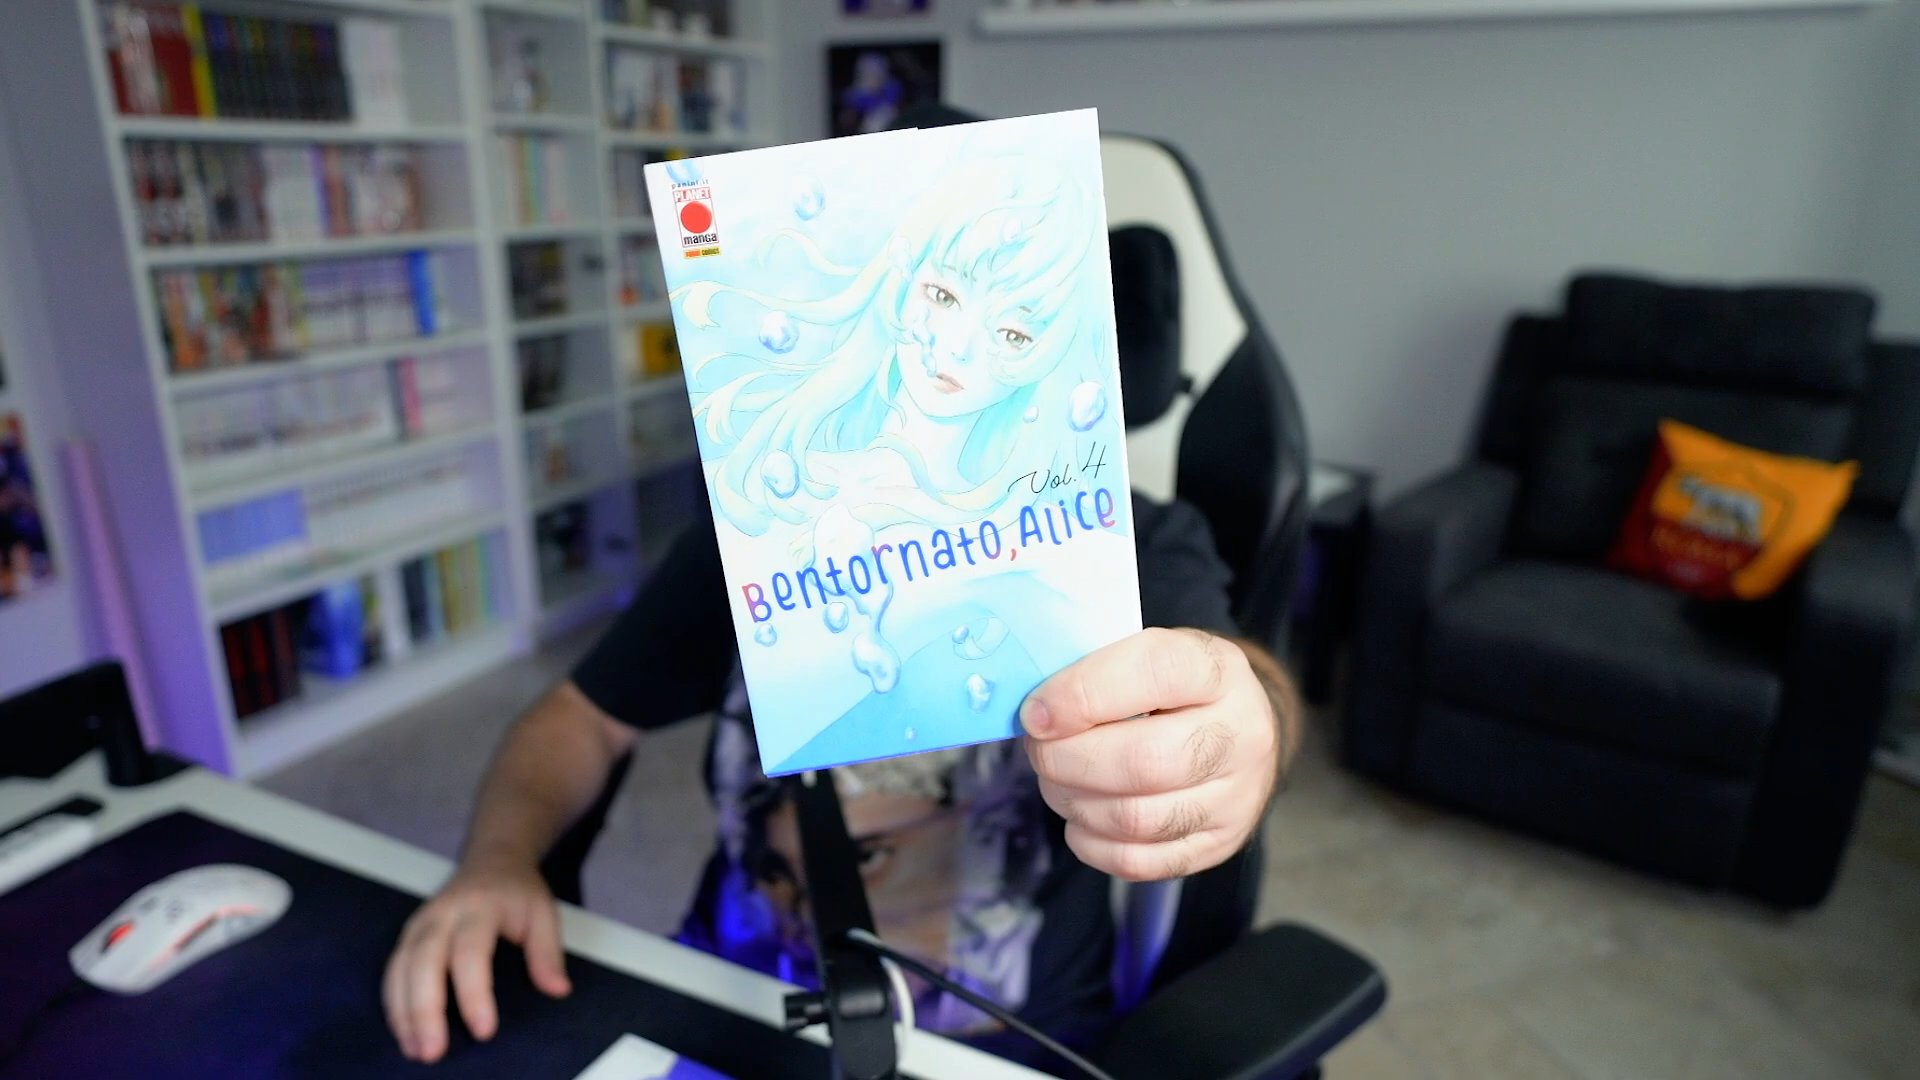 panini.it
PLANET
manga
PANINI COMICS
Vol. 4
Bentornato, Alice